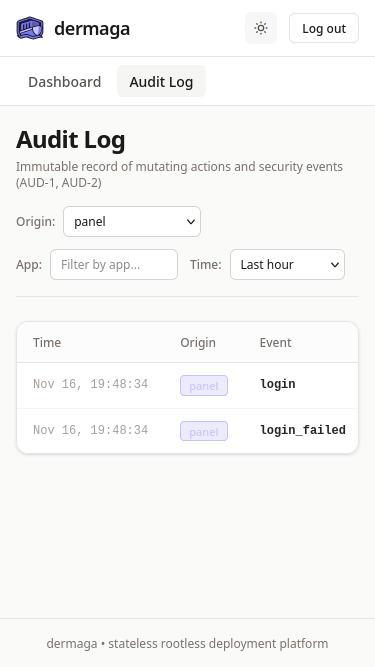 dermaga
Log out
Dashboard
Audit Log
Audit Log
Immutable record of mutating actions and security events
(AUD-1, AUD-2)
Origin:
panel
App:
Filter by app...
Time:
Last hour
Time
Origin
Event
Nov 16, 19:48:34
panel
login
Nov 16, 19:48:34
panel
login_failed
dermaga • stateless rootless deployment platform